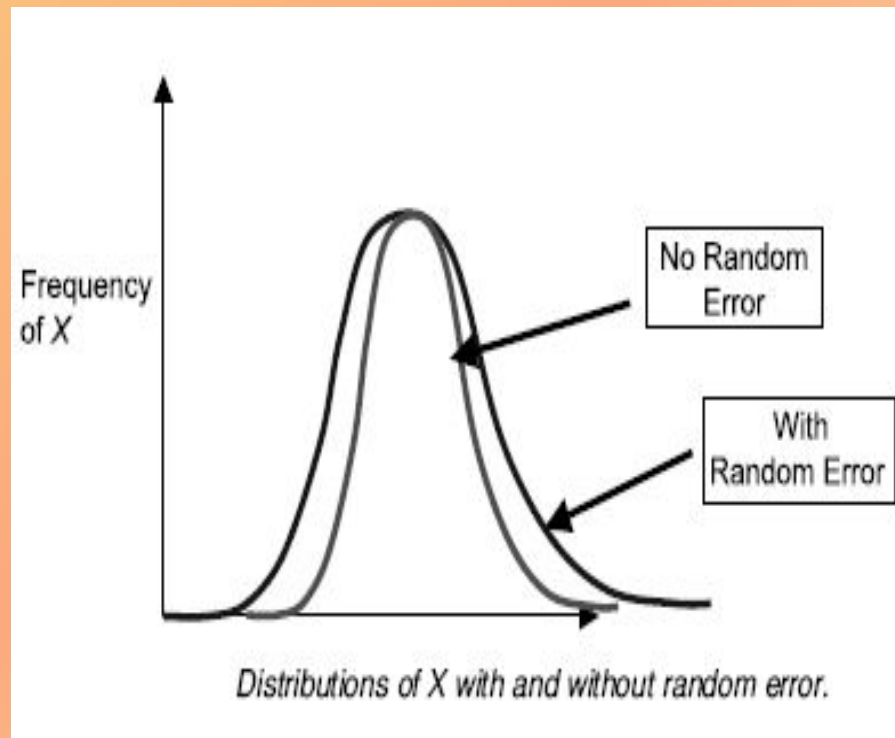 No Random
Error
Frequency
of X
With
Random Error
Distributions of X with and without random error.